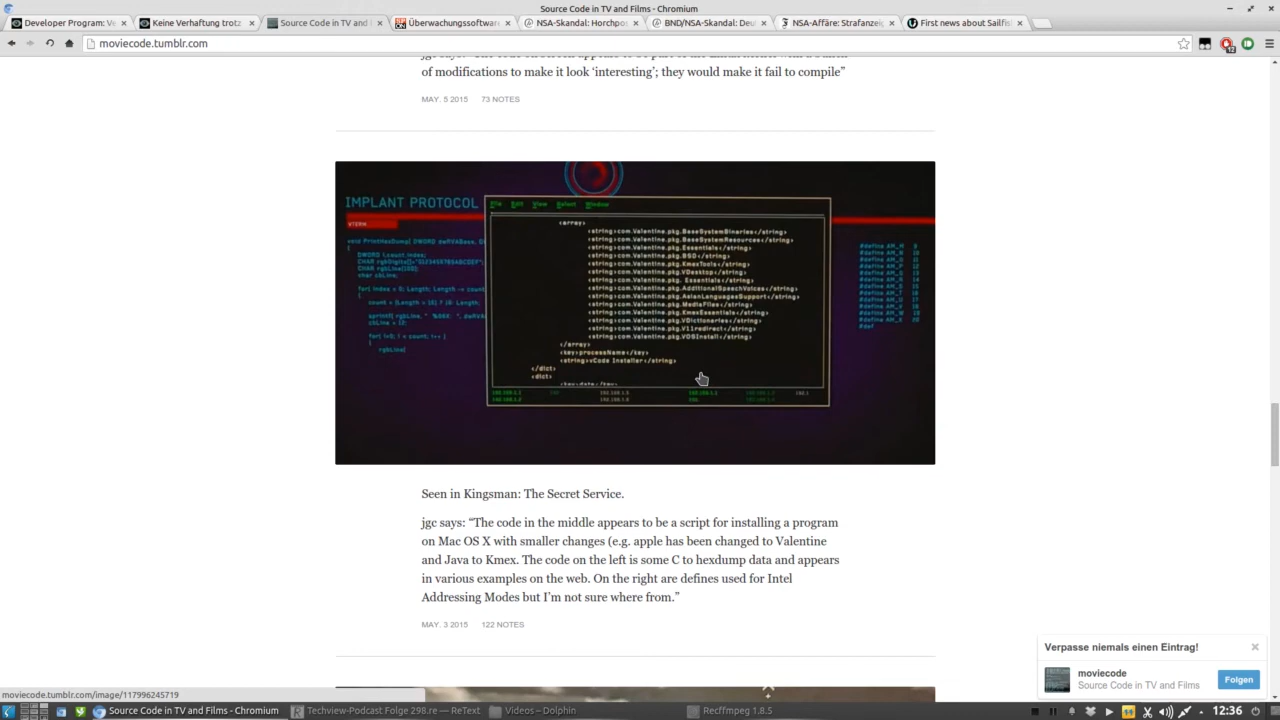 Source Code in TV and Films - Chromium
Developer Program: Ve
Keine Verhaftung trotz
Source Code in TV and F
Überwachungssoftware
NSA-Skandal: Horchpos
BND/NSA-Skandal: Deu
NSA-Affäre: Strafanzeig
First news about Sailfis
moviecode.tumblr.com
of modifications to make it look ‘interesting’; they would make it fail to compile”
MAY. 5 2015 73 NOTES
IMPLANT PROTOCOL
File Edit View Select Window
<array>
<string>com.Valentine.pkg.BaseSystemBinaries</string>
<string>com.Valentine.pkg.BaseSystemResources</string>
<string>com.Valentine.pkg.Essentials</string>
<string>com.Valentine.pkg.BSD</string>
<string>com.Valentine.pkg.KmexTools</string>
<string>com.Valentine.pkg.VDesktop</string>
<string>com.Valentine.pkg. Essentials</string>
<string>com.Valentine.pkg.AdditionalSpeechVoices</string>
<string>com.Valentine.pkg.AsianLanguagesSupport</string>
<string>com.Valentine.pkg.MediaFiles</string>
<string>com.Valentine.pkg.KmexEssentials</string>
<string>com.Valentine.pkg.VDictionaries</string>
<string>com.Valentine.pkg.V11redirect</string>
<string>com.Valentine.pkg.VOSInstall</string>
</array>
<key>processName</key>
<string>vCode Installer</string>
</dict>
<dict>
Seen in Kingsman: The Secret Service.
jgc says: “The code in the middle appears to be a script for installing a program
on Mac OS X with smaller changes (e.g. apple has been changed to Valentine
and Java to Kmex. The code on the left is some C to hexdump data and appears
in various examples on the web. On the right are defines used for Intel
Addressing Modes but I’m not sure where from.”
MAY. 3 2015 122 NOTES
Verpasse niemals einen Eintrag!
moviecode
Source Code in TV and Films
Folgen
moviecode.tumblr.com/image/117996245719
Source Code in TV and Films - Chromium
Techview-Podcast Folge 298.re — ReText
Videos – Dolphin
Recffmpeg 1.8.5
12:36